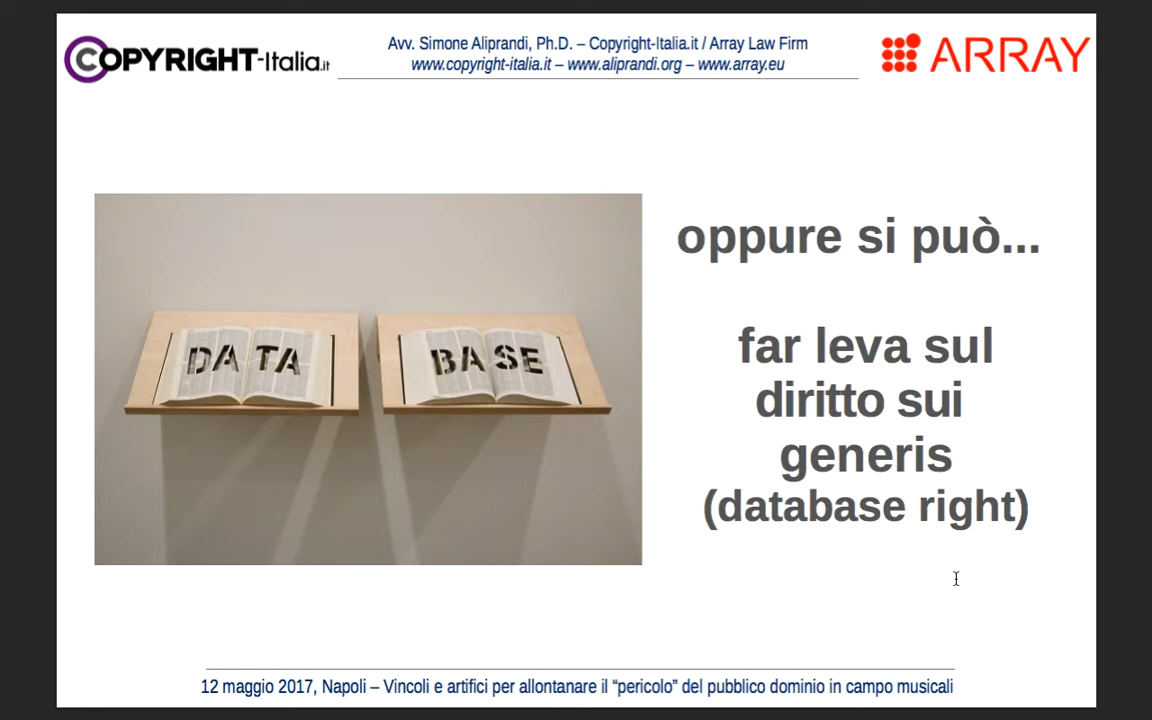 COPYRIGHT-Italia.it
Avv. Simone Aliprandi, Ph.D. – Copyright-Italia.it / Array Law Firm
www.copyright-italia.it – www.aliprandi.org – www.array.eu
ARRAY
oppure si può...
far leva sul
diritto sui
generis
(database right)
DATA BASE
12 maggio 2017, Napoli – Vincoli e artifici per allontanare il “pericolo” del pubblico dominio in campo musicali